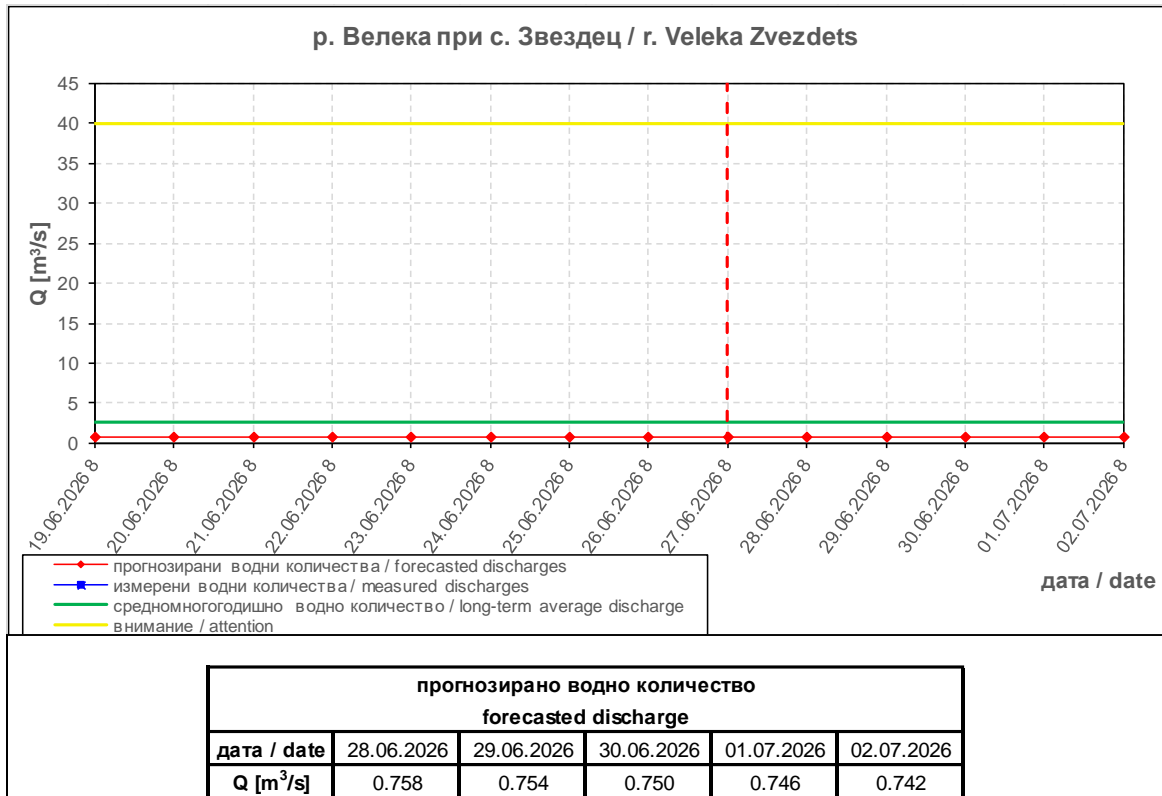 р. Велека при с. Звездец / r. Veleka Zvezdets
Q [m³/s]
45
40
35
30
25
20
15
10
5
0
19.06.2026 8
20.06.2026 8
21.06.2026 8
22.06.2026 8
23.06.2026 8
24.06.2026 8
25.06.2026 8
26.06.2026 8
27.06.2026 8
28.06.2026 8
29.06.2026 8
30.06.2026 8
01.07.2026 8
02.07.2026 8
дата / date
прогнозирани водни количества / forecasted discharges
измерени водни количества / measured discharges
средномногогодишно водно количество / long-term average discharge
внимание / attention
прогнозирано водно количество
forecasted discharge
дата / date 28.06.2026 29.06.2026 30.06.2026 01.07.2026 02.07.2026
Q [m³/s] 0.758 0.754 0.750 0.746 0.742